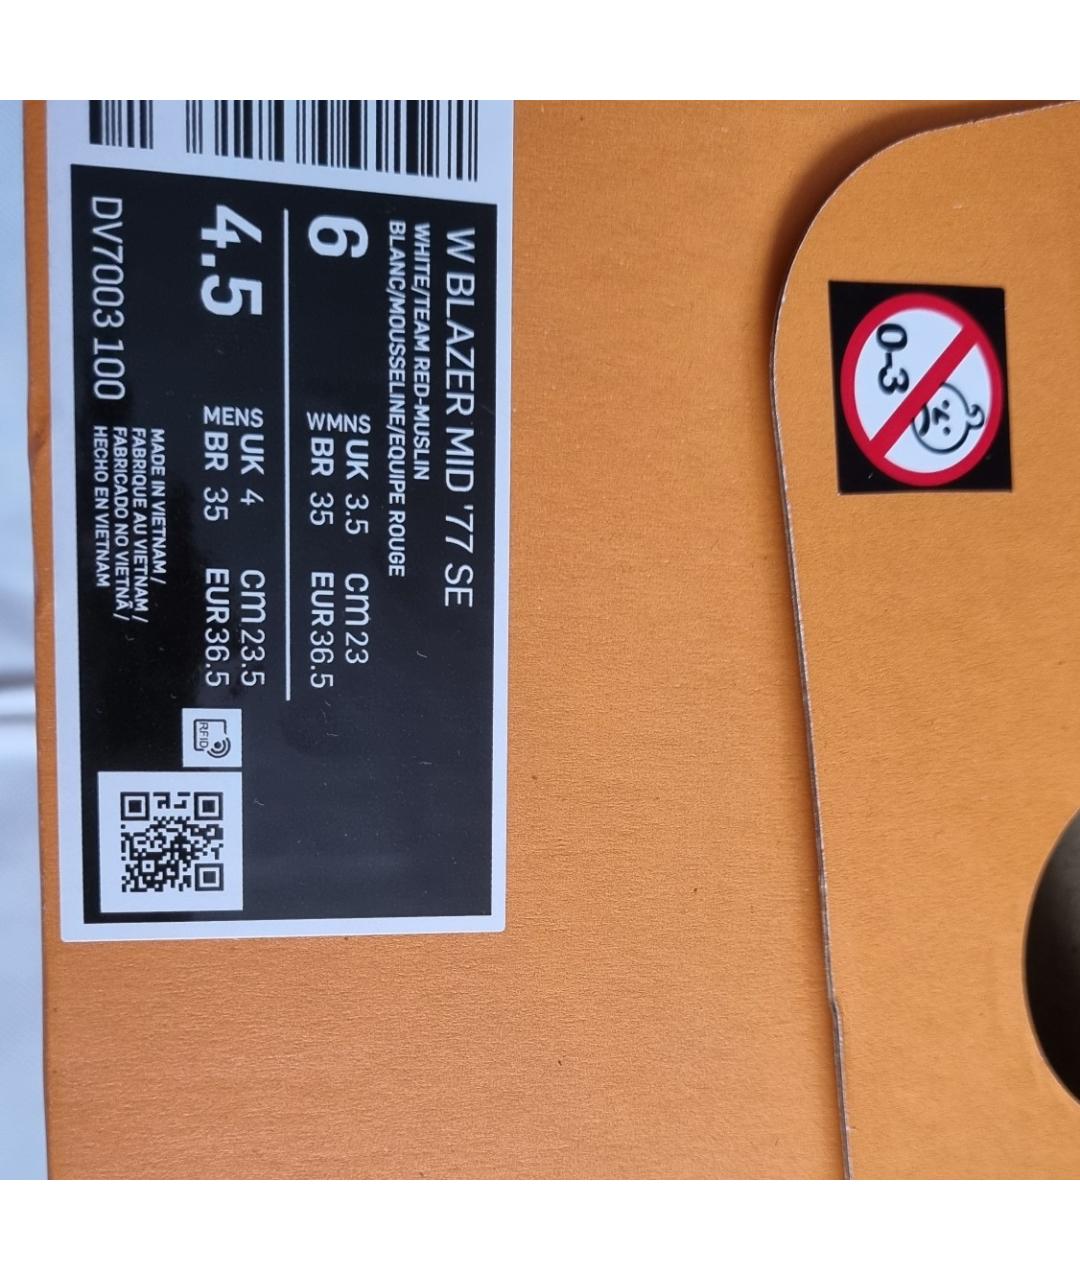 W BLAZER MID '77 SE
WHITE/TEAM RED-MUSLIN
BLANC/MOUSSELINE/EQUIPE ROUGE
6
WMNS
UK 3.5 cm 23
BR 35 EUR 36.5
4.5
MENS
UK 4 cm 23.5
BR 35 EUR 36.5
DV7003 100
MADE IN VIETNAM /
FABRIQUE AU VIETNAM /
FABRICADO NO VIETNÃ /
HECHO EN VIETNAM
RFID
0-3